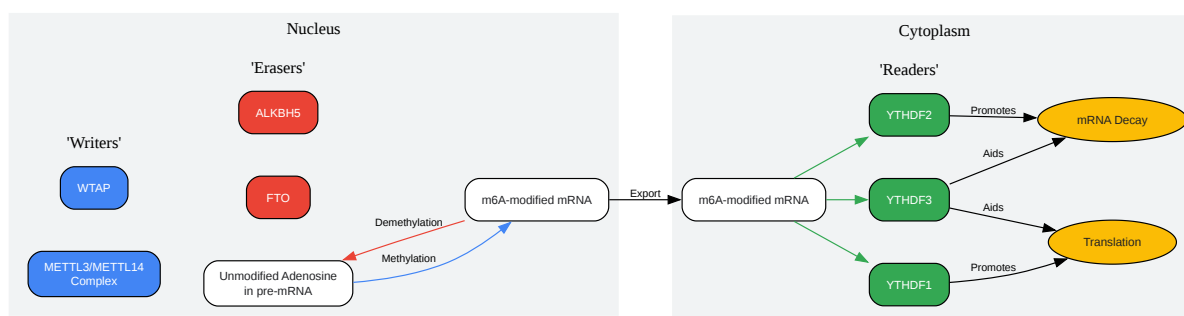 Nucleus
'Erasers'
ALKBH5
'Writers'
WTAP
FTO
m6A-modified mRNA
Demethylation
Methylation
METTL3/METTL14
Complex
Unmodified Adenosine
in pre-mRNA
Export
Cytoplasm
'Readers'
YTHDF2
Promotes
mRNA Decay
Aids
m6A-modified mRNA
YTHDF3
Aids
Translation
Promotes
YTHDF1